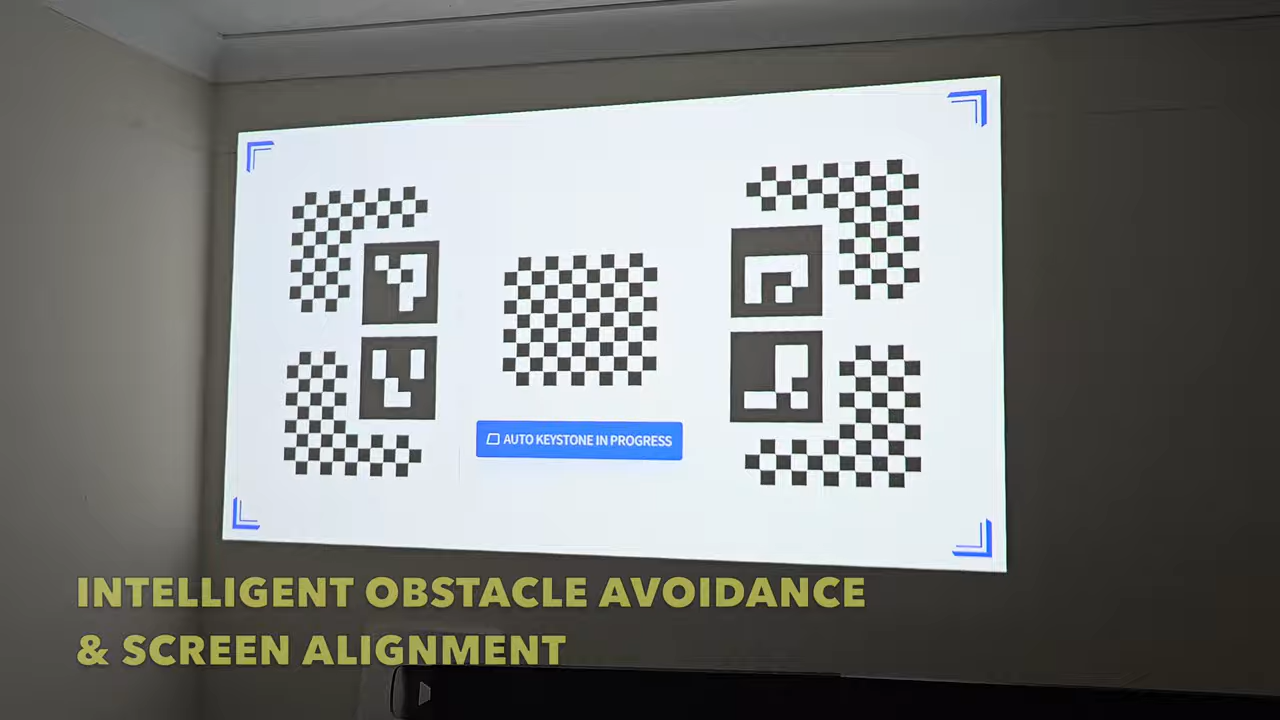 AUTO KEYSTONE IN PROGRESS
INTELLIGENT OBSTACLE AVOIDANCE
& SCREEN ALIGNMENT